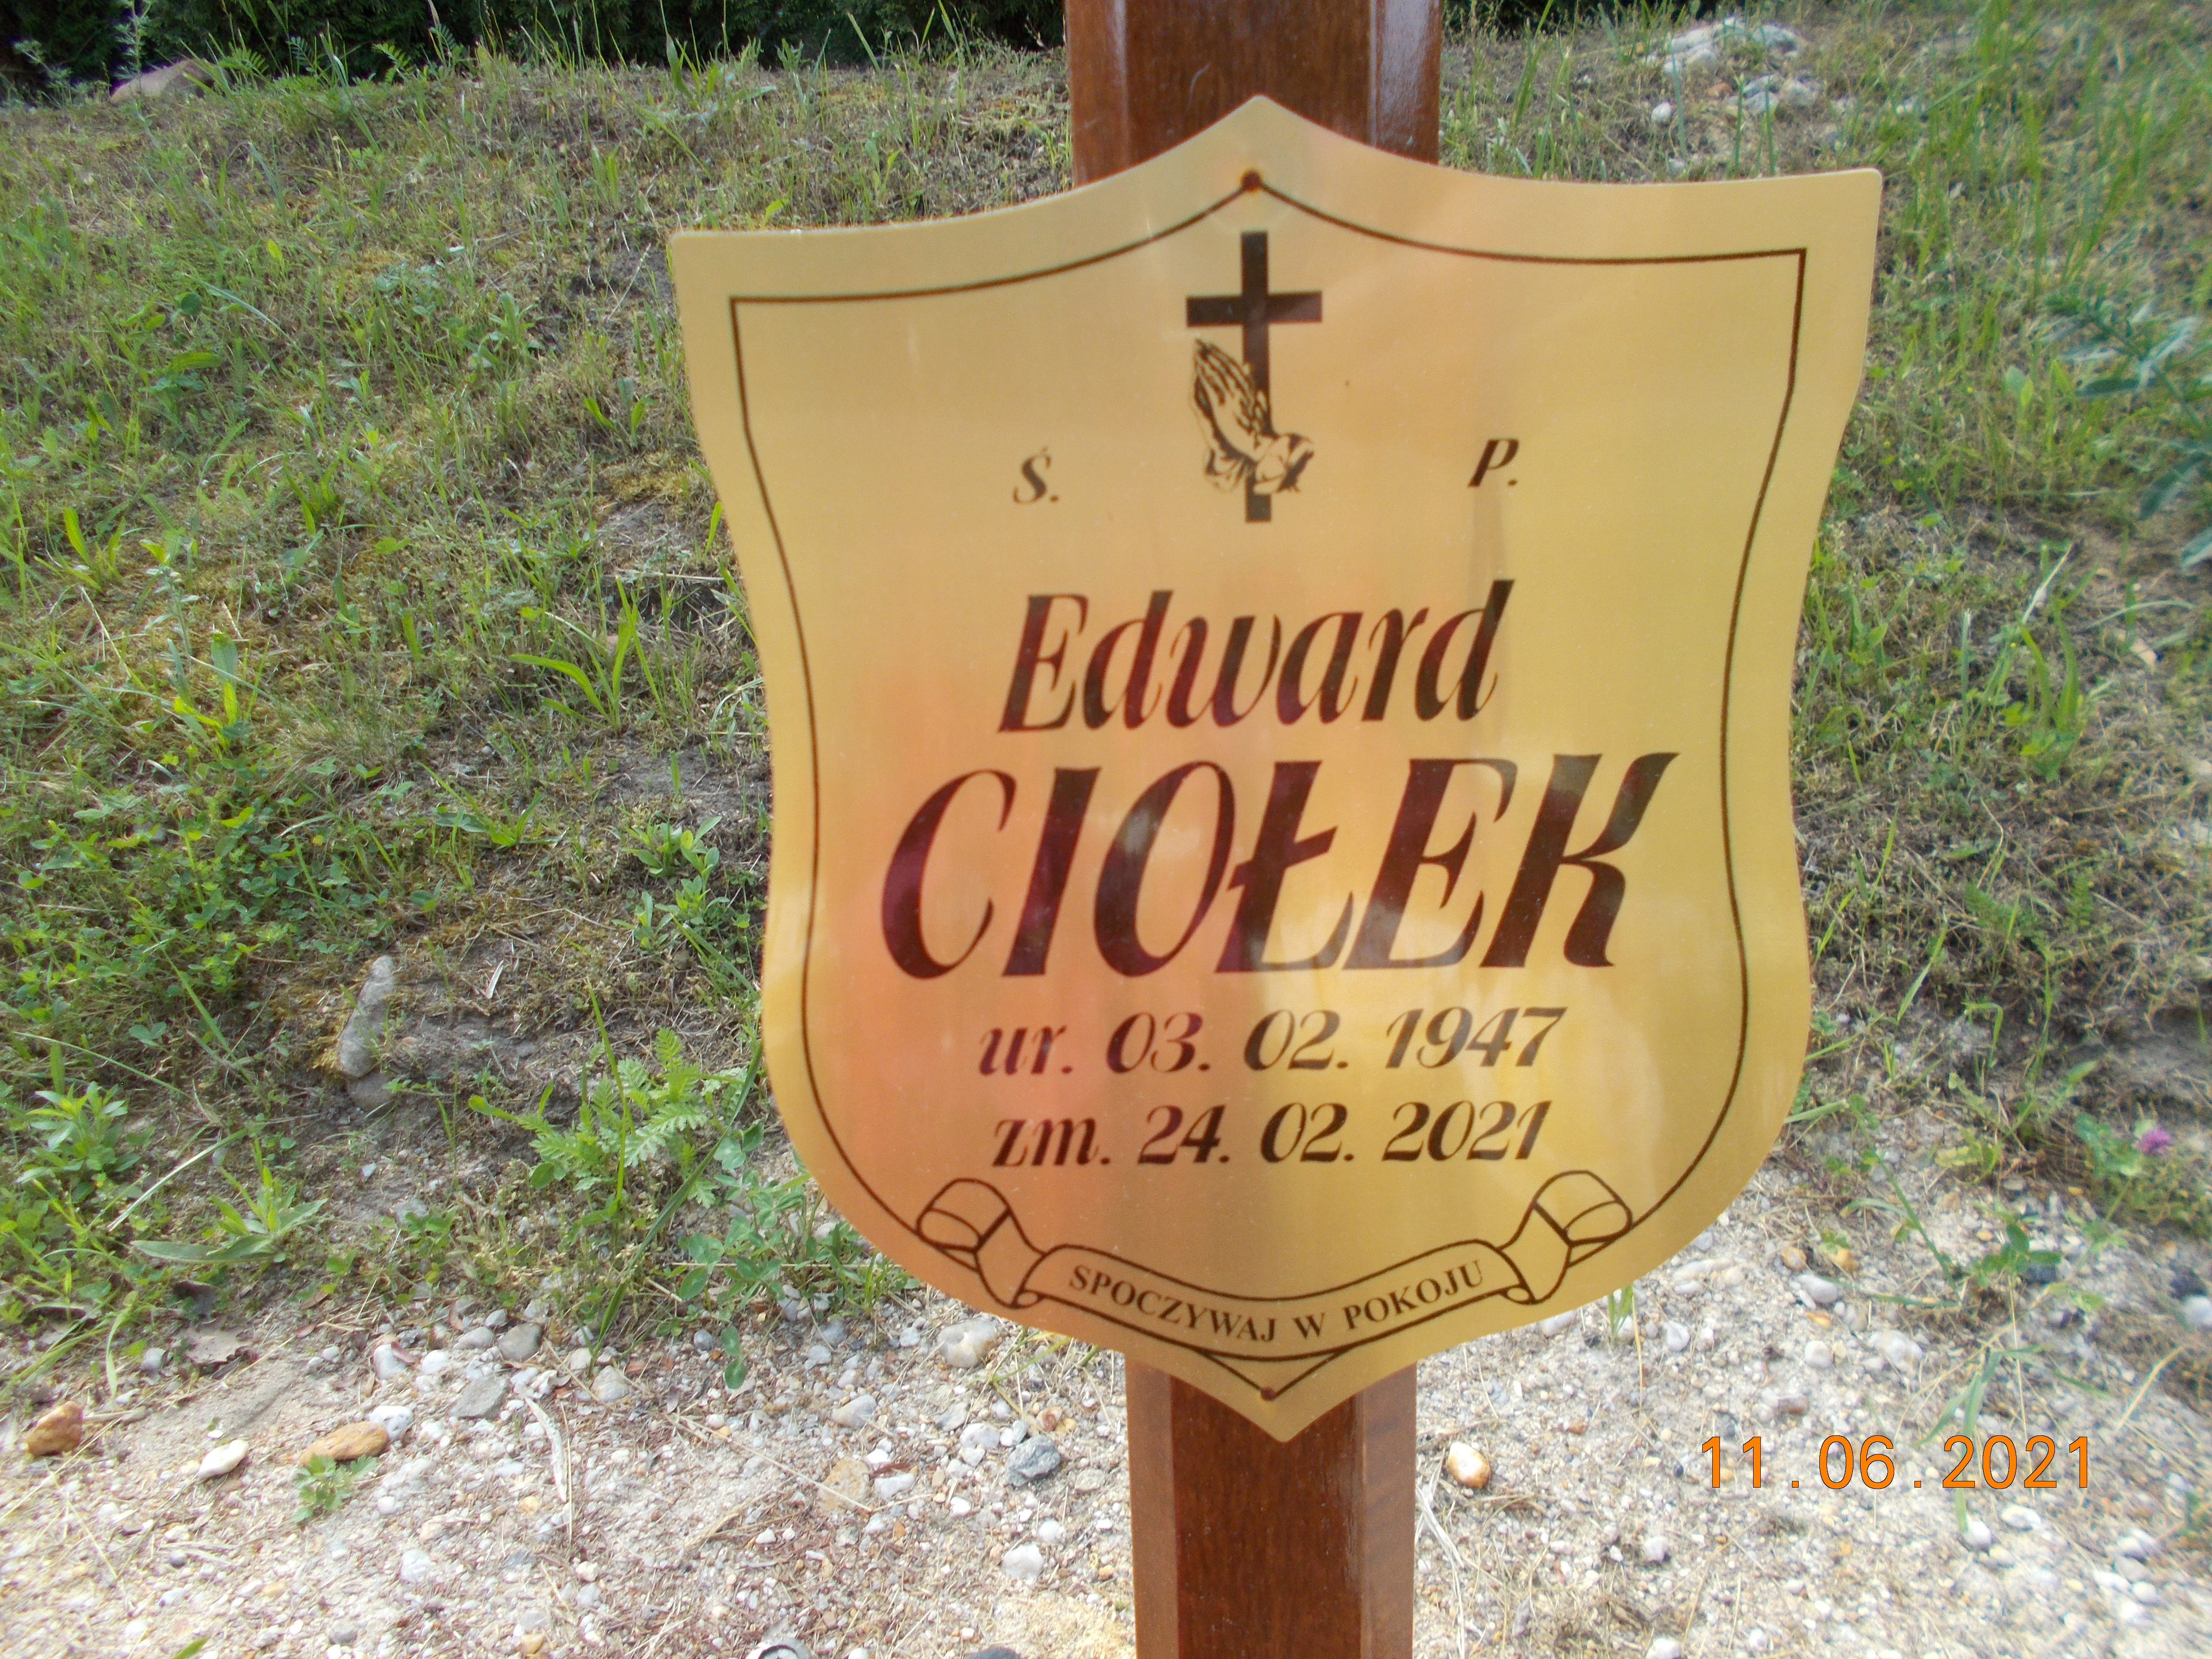 Ś. P.
Edward
CIOŁEK
ur. 03. 02. 1947
zm. 24. 02. 2021
SPOCZYWAJ W POKOJU
11.06.2021